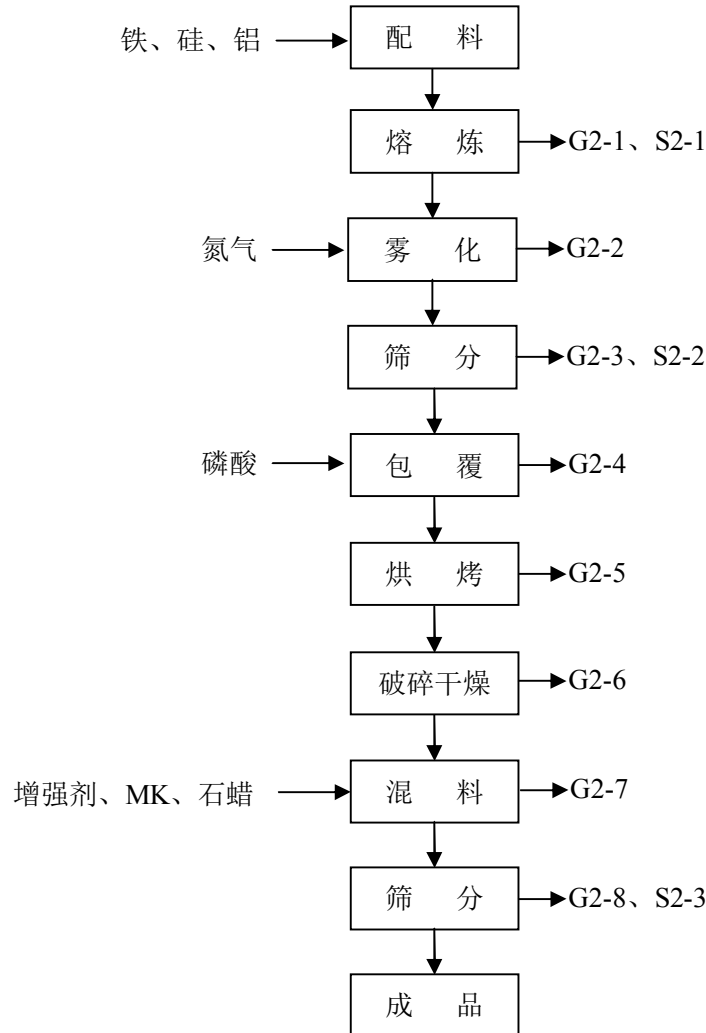 铁、硅、铝
配 料
熔 炼
G2-1、S2-1
氮气
雾 化
G2-2
筛 分
G2-3、S2-2
磷酸
包 覆
G2-4
烘 烤
G2-5
破碎干燥
G2-6
增强剂、MK、石蜡
混 料
G2-7
筛 分
G2-8、S2-3
成 品